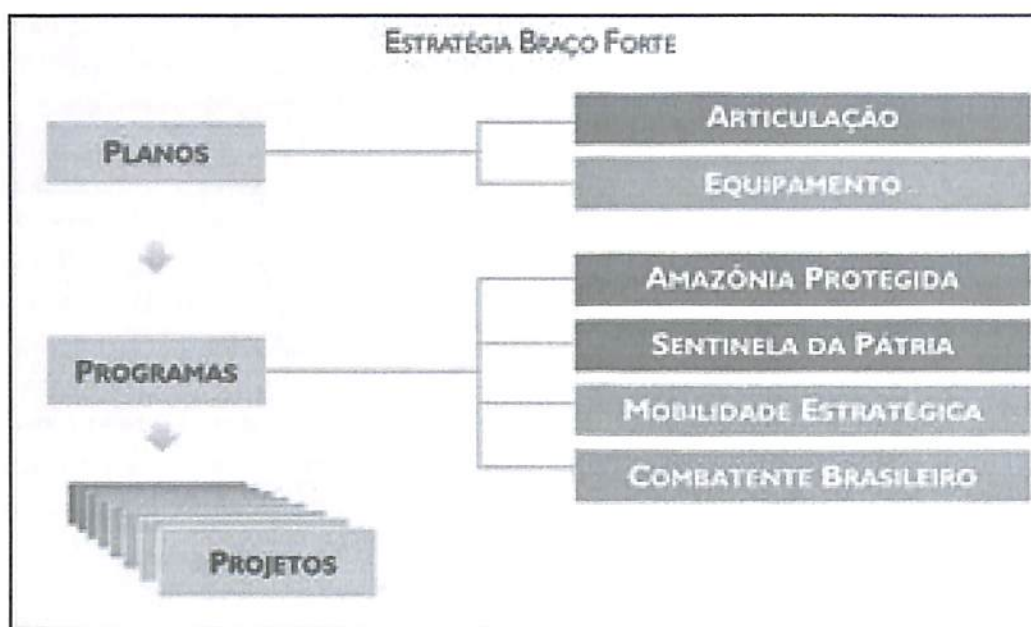 ESTRATÉGIA BRAÇO FORTE
PLANOS
ARTICULAÇÃO
EQUIPAMENTO
PROGRAMAS
AMAZÔNIA PROTEGIDA
SENTINELA DA PÁTRIA
MOBILIDADE ESTRATÉGICA
COMBATENTE BRASILEIRO
PROJETOS